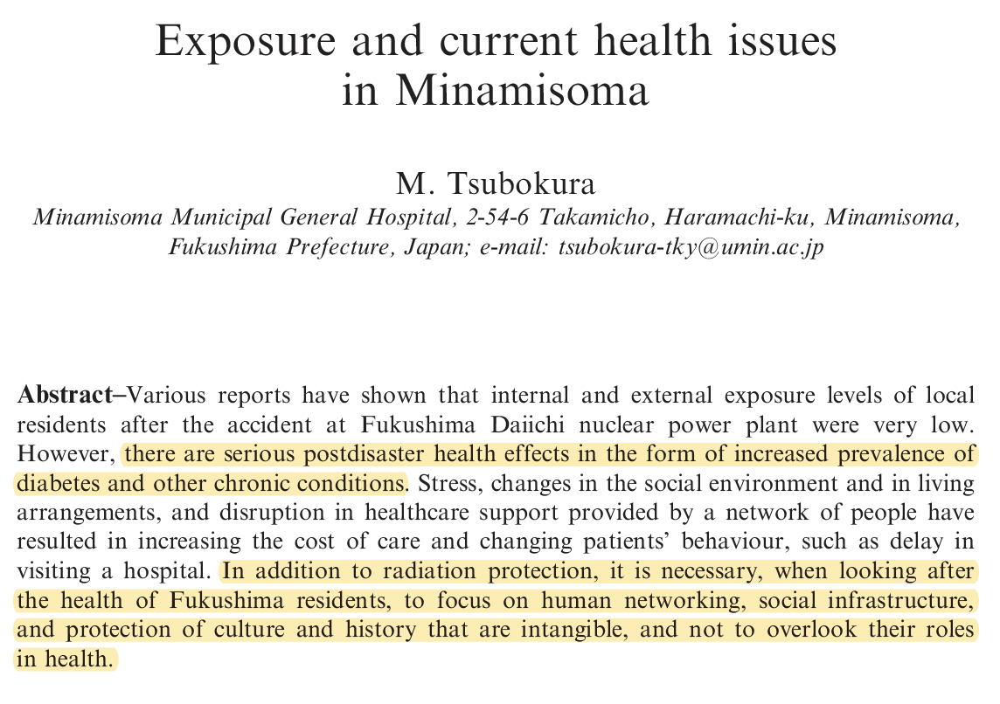 Exposure and current health issues
in Minamisoma
M. Tsubokura
Minamisoma Municipal General Hospital, 2-54-6 Takamicho, Haramachi-ku, Minamisoma,
Fukushima Prefecture, Japan; e-mail: tsubokura-tky@umin.ac.jp
Abstract–Various reports have shown that internal and external exposure levels of local
residents after the accident at Fukushima Daiichi nuclear power plant were very low.
However, there are serious postdisaster health effects in the form of increased prevalence of
diabetes and other chronic conditions. Stress, changes in the social environment and in living
arrangements, and disruption in healthcare support provided by a network of people have
resulted in increasing the cost of care and changing patients’ behaviour, such as delay in
visiting a hospital. In addition to radiation protection, it is necessary, when looking after
the health of Fukushima residents, to focus on human networking, social infrastructure,
and protection of culture and history that are intangible, and not to overlook their roles
in health.